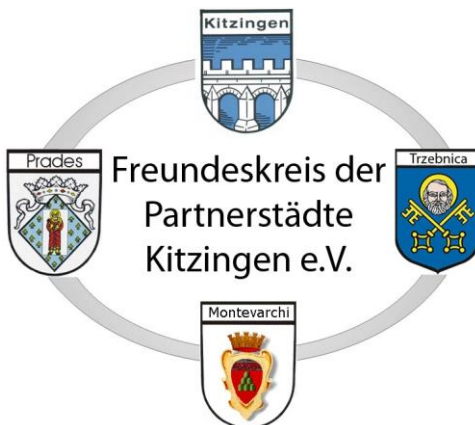 Kitzingen
Prades
Freundeskreis der
Partnerstädte
Kitzingen e.V.
Trzebnica
Montevarchi